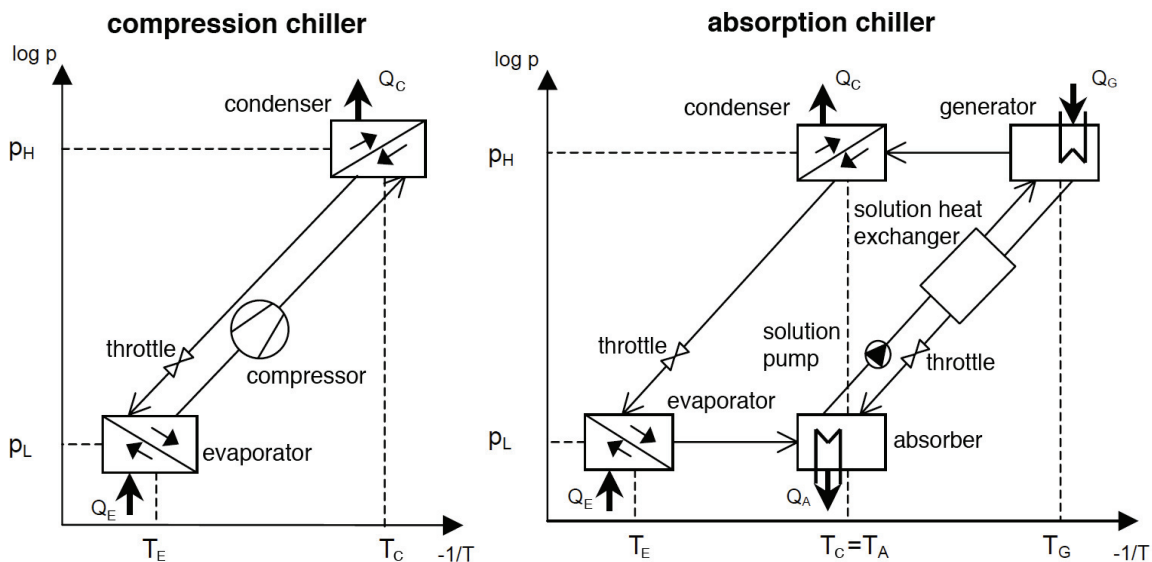 compression chiller
log p
Q_C
condenser
p_H
throttle
compressor
p_L
evaporator
Q_E
T_E
T_C
-1/T
absorption chiller
log p
Q_C
Q_G
condenser
generator
p_H
solution heat
exchanger
solution
pump
throttle
throttle
evaporator
p_L
absorber
Q_E
Q_A
T_E
T_C=T_A
T_G
-1/T